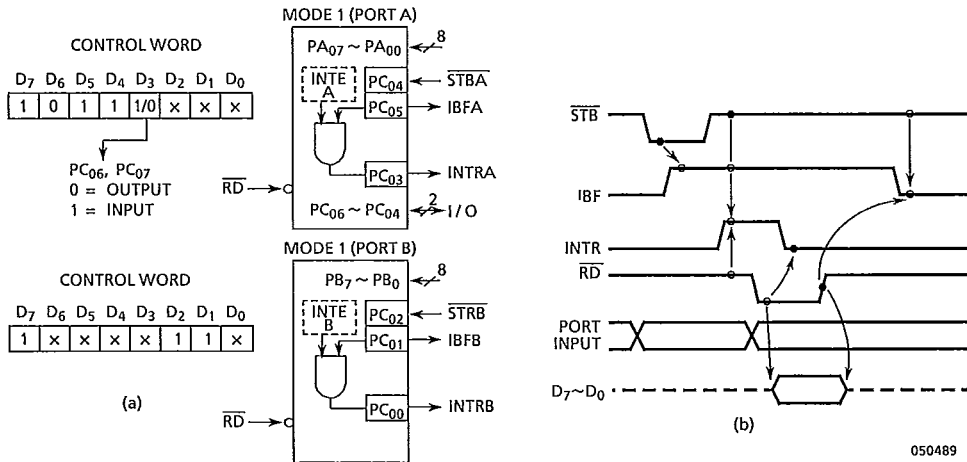 MODE 1 (PORT A)
CONTROL WORD
D7 D6 D5 D4 D3 D2 D1 D0
1 0 1 1 1/0 × × ×
PC06, PC07
0 = OUTPUT
1 = INPUT
PA07 ~ PA00
8
INTE
A
PC04
STBA
PC05
IBFA
PC03
INTRA
RD
PC06 ~ PC04
2
I/O
MODE 1 (PORT B)
CONTROL WORD
D7 D6 D5 D4 D3 D2 D1 D0
1 × × × × 1 1 ×
PB7 ~ PB0
8
INTE
B
PC02
STRB
PC01
IBFB
PC00
INTRB
RD
(a)
STB
IBF
INTR
RD
PORT
INPUT
D7~D0
(b)
050489